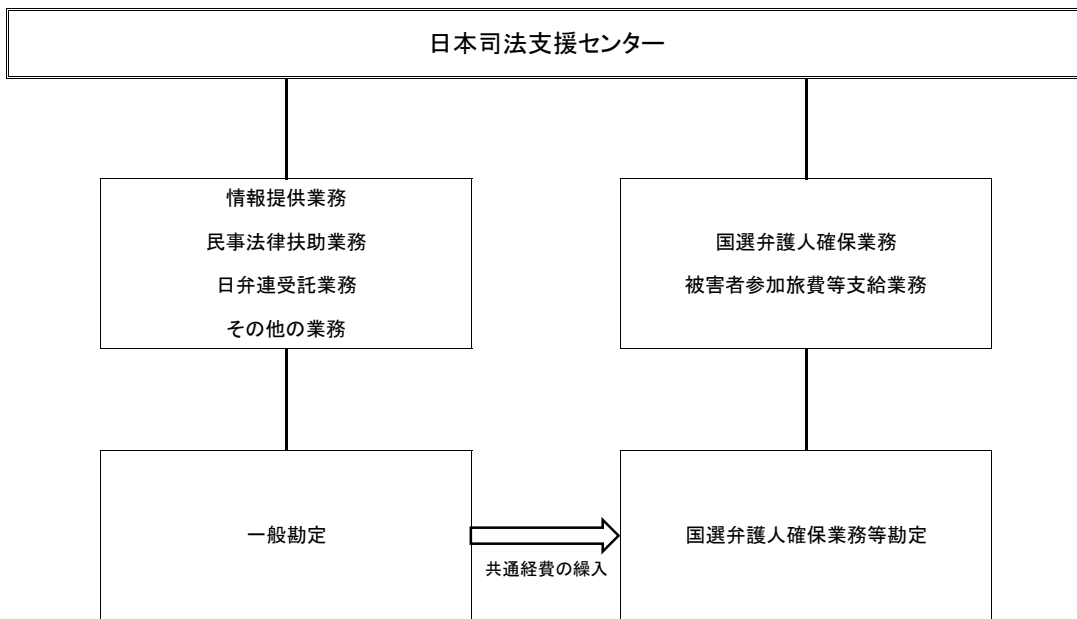 日本司法支援センター
情報提供業務
民事法律扶助業務
日弁連受託業務
その他の業務
国選弁護人確保業務
被害者参加旅費等支給業務
一般勘定
共通経費の繰入
国選弁護人確保業務等勘定